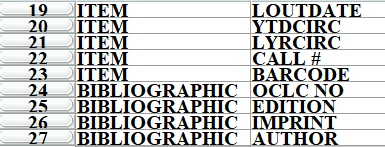 19 ITEM LOUTDATE
20 ITEM YTDCIRC
21 ITEM LYRCIRC
22 ITEM CALL #
23 ITEM BARCODE
24 BIBLIOGRAPHIC OCLC NO
25 BIBLIOGRAPHIC EDITION
26 BIBLIOGRAPHIC IMPRINT
27 BIBLIOGRAPHIC AUTHOR